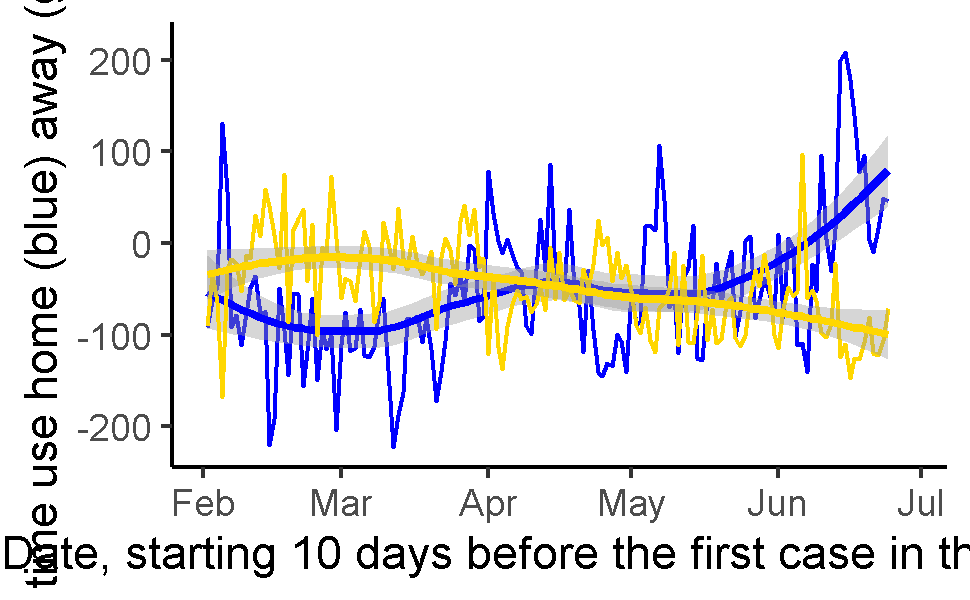 time use home (blue) away (
200
100
0
-100
-200
Feb Mar Apr May Jun Jul
Date, starting 10 days before the first case in th